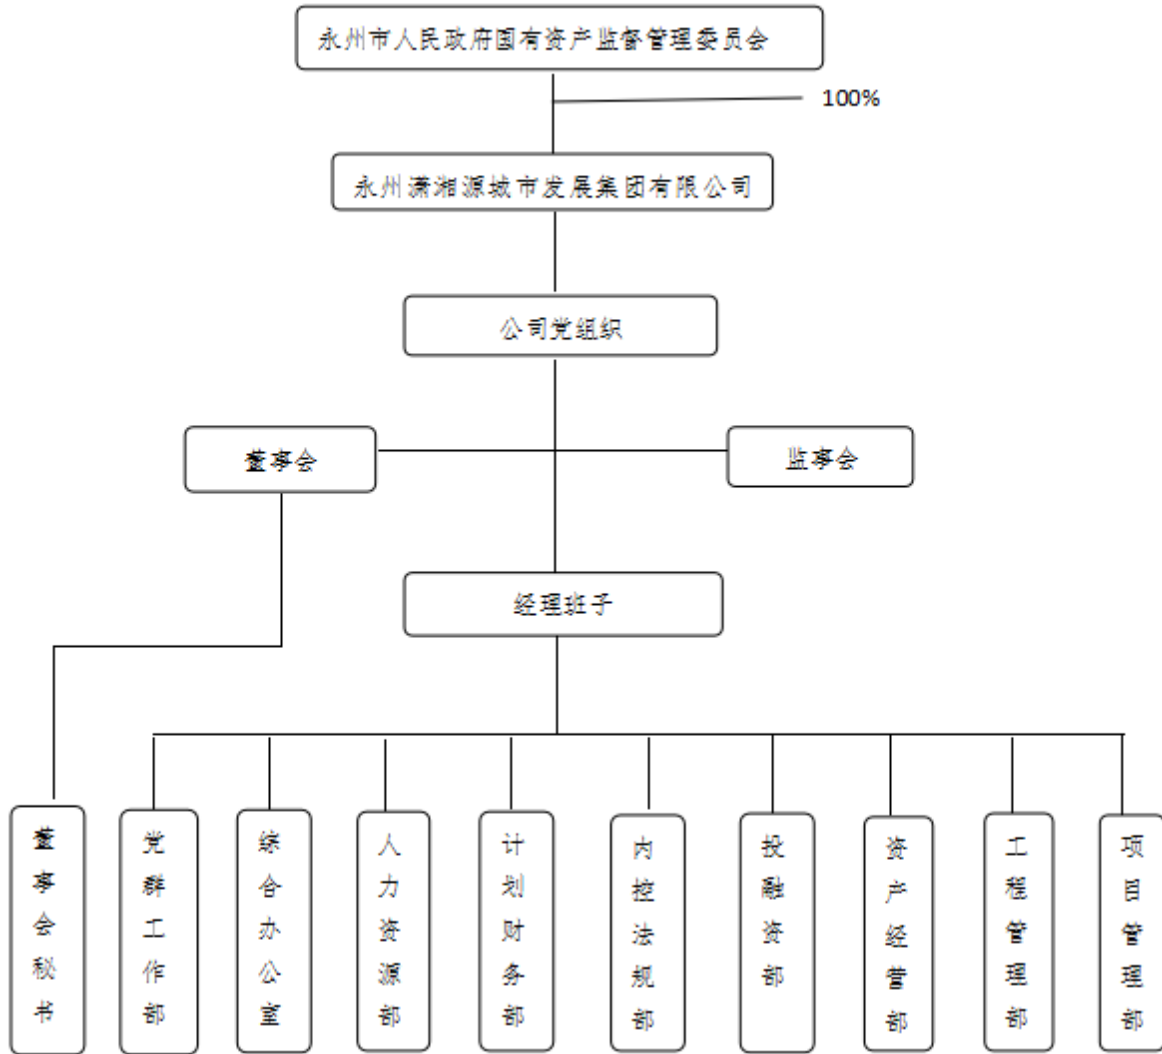 永州市人民政府国有资产监督管理委员会
100%
永州潇湘源城市发展集团有限公司
公司党组织
董事会
监事会
经理班子
董事会秘书
党群工作部
综合办公室
人力资源部
计划财务部
内控法规部
投融资部
资产经营部
工程管理部
项目管理部